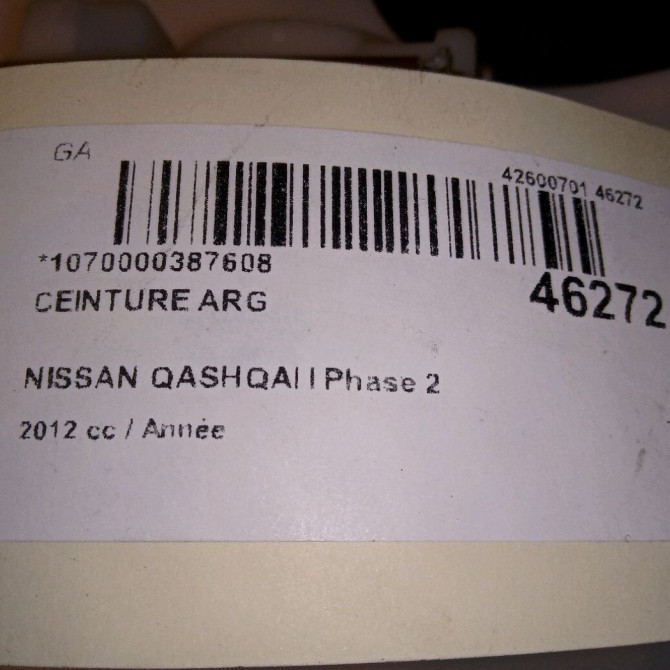 GA
42600701 46272
*1070000387608
46272
CEINTURE ARG
NISSAN QASHQAI I Phase 2
2012 cc / Année